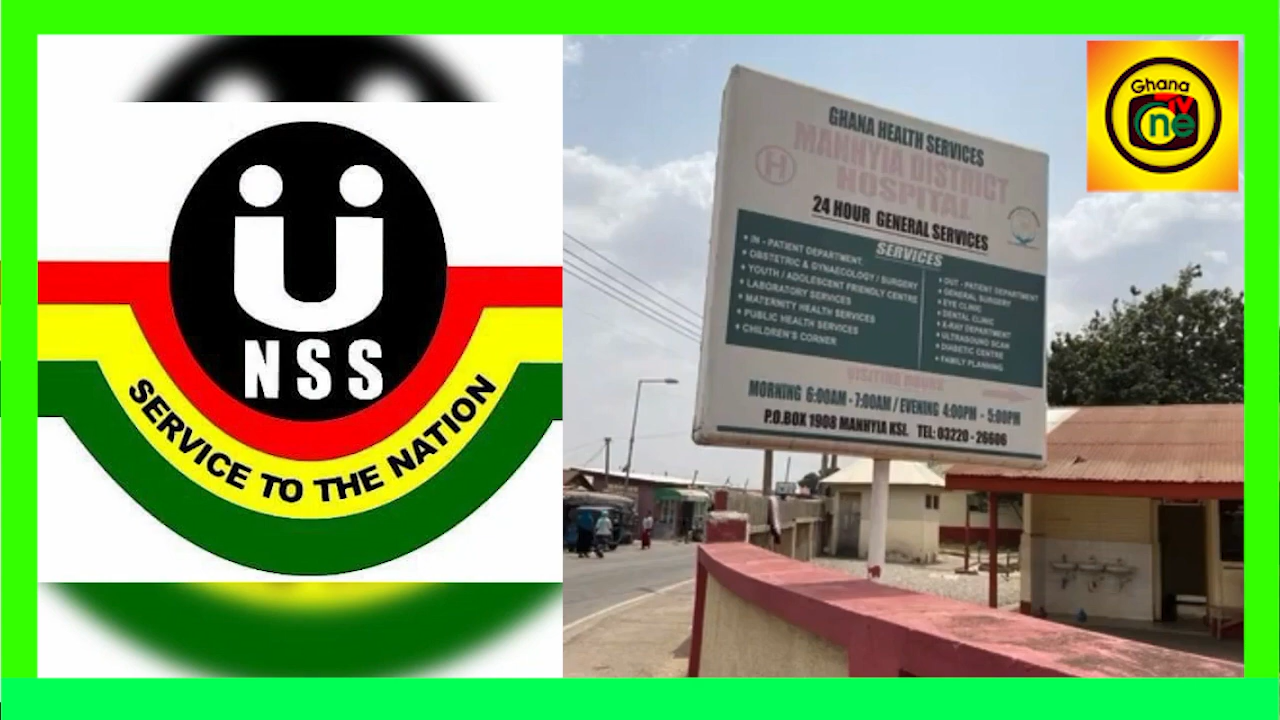 NSS
SERVICE TO THE NATION
GHANA HEALTH SERVICES
MANHYIA DISTRICT
HOSPITAL
H
24 HOUR GENERAL SERVICES
SERVICES
• IN - PATIENT DEPARTMENT.
• OBSTETRIC & GYNAECOLOGY / SURGERY
• YOUTH / ADOLESCENT FRIENDLY CENTRE
• LABORATORY SERVICES
• MATERNITY HEALTH SERVICES
• PUBLIC HEALTH SERVICES
• CHILDREN'S CORNER
• OUT - PATIENT DEPARTMENT
• GENERAL SURGERY
• EYE CLINIC
• DENTAL CLINIC
• X-RAY DEPARTMENT
• ULTRASOUND SCAN
• DIABETIC CENTRE
• FAMILY PLANNING
VISITING HOURS
MORNING 6:00AM - 7:00AM / EVENING 4:00PM - 5:00PM
P.O.BOX 1908 MANHYIA KSI. TEL: 03220 - 26606
Ghana
TV
One